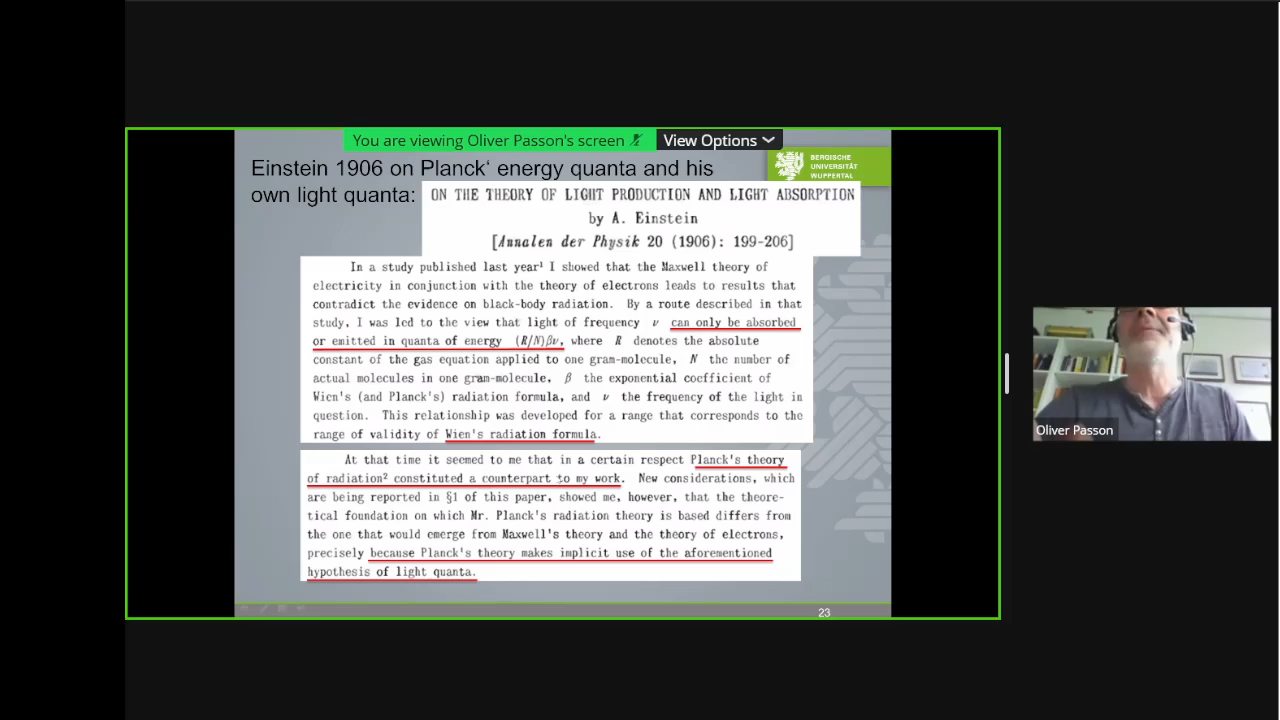 You are viewing Oliver Passon's screen
View Options
Einstein 1906 on Planck‘ energy quanta and his
own light quanta:
BERGISCHE
UNIVERSITÄT
WUPPERTAL
ON THE THEORY OF LIGHT PRODUCTION AND LIGHT ABSORPTION
by A. Einstein
[Annalen der Physik 20 (1906): 199-206]
In a study published last year¹ I showed that the Maxwell theory of
electricity in conjunction with the theory of electrons leads to results that
contradict the evidence on black-body radiation. By a route described in that
study, I was led to the view that light of frequency ν can only be absorbed
or emitted in quanta of energy (R/N)βν, where R denotes the absolute
constant of the gas equation applied to one gram-molecule, N the number of
actual molecules in one gram-molecule, β the exponential coefficient of
Wien's (and Planck's) radiation formula, and ν the frequency of the light in
question. This relationship was developed for a range that corresponds to the
range of validity of Wien's radiation formula.
At that time it seemed to me that in a certain respect Planck's theory
of radiation² constituted a counterpart to my work. New considerations, which
are being reported in §1 of this paper, showed me, however, that the theore-
tical foundation on which Mr. Planck's radiation theory is based differs from
the one that would emerge from Maxwell's theory and the theory of electrons,
precisely because Planck's theory makes implicit use of the aforementioned
hypothesis of light quanta.
23
Oliver Passon